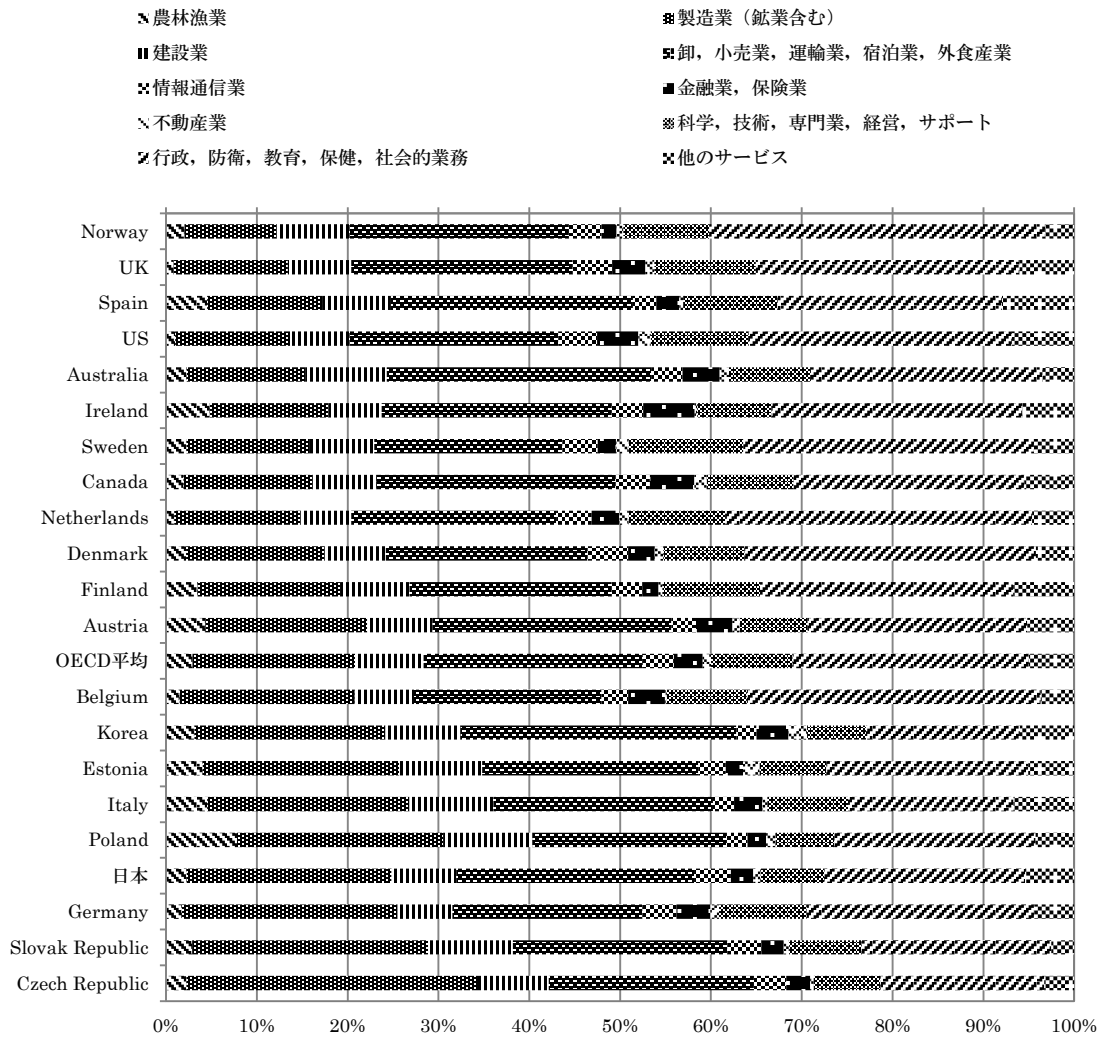 農林漁業 製造業（鉱業含む）
建設業 卸，小売業，運輸業，宿泊業，外食産業
情報通信業 金融業，保険業
不動産業 科学，技術，専門業，経営，サポート
行政，防衛，教育，保健，社会的業務 他のサービス
Norway
UK
Spain
US
Australia
Ireland
Sweden
Canada
Netherlands
Denmark
Finland
Austria
OECD平均
Belgium
Korea
Estonia
Italy
Poland
日本
Germany
Slovak Republic
Czech Republic
0% 10% 20% 30% 40% 50% 60% 70% 80% 90% 100%